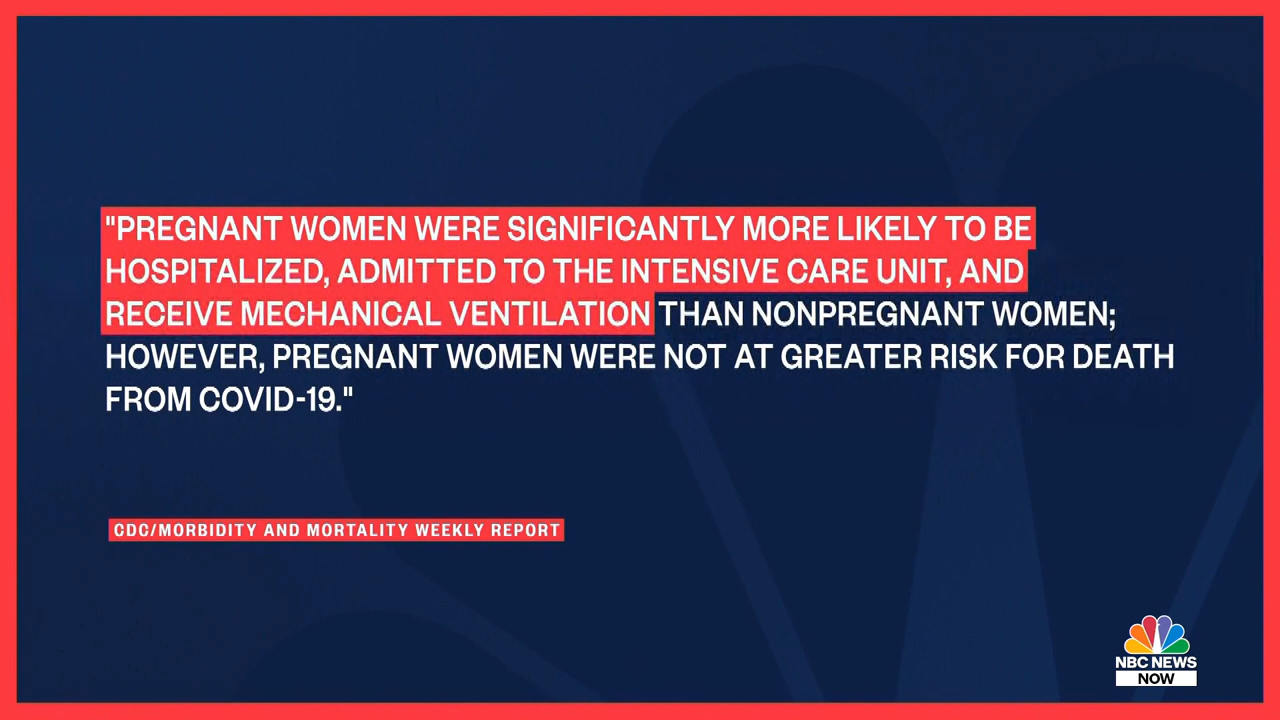 "PREGNANT WOMEN WERE SIGNIFICANTLY MORE LIKELY TO BE
HOSPITALIZED, ADMITTED TO THE INTENSIVE CARE UNIT, AND
RECEIVE MECHANICAL VENTILATION THAN NONPREGNANT WOMEN;
HOWEVER, PREGNANT WOMEN WERE NOT AT GREATER RISK FOR DEATH
FROM COVID-19."
CDC/MORBIDITY AND MORTALITY WEEKLY REPORT
NBC NEWS
NOW